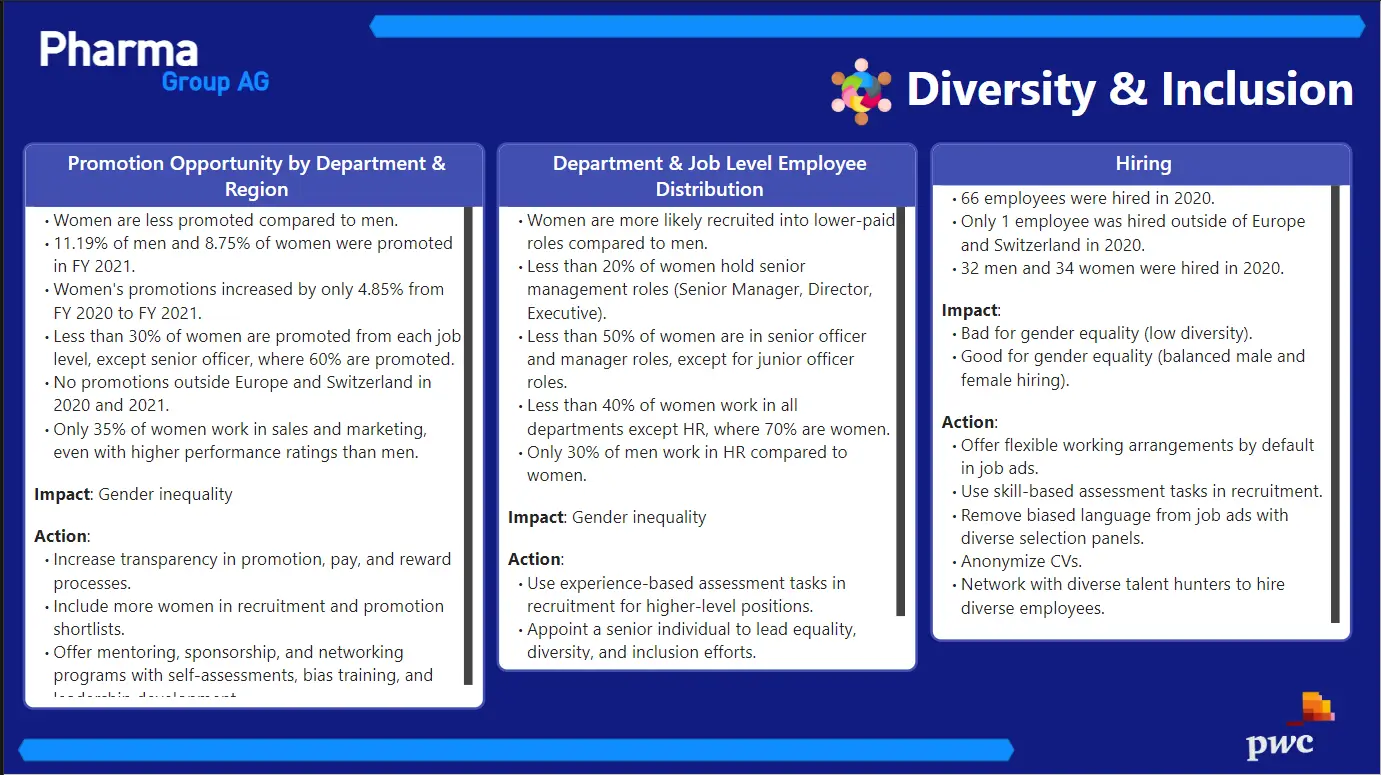 Pharma
Group AG
Diversity & Inclusion
Promotion Opportunity by Department &
Region
• Women are less promoted compared to men.
• 11.19% of men and 8.75% of women were promoted
in FY 2021.
• Women's promotions increased by only 4.85% from
FY 2020 to FY 2021.
• Less than 30% of women are promoted from each job
level, except senior officer, where 60% are promoted.
• No promotions outside Europe and Switzerland in
2020 and 2021.
• Only 35% of women work in sales and marketing,
even with higher performance ratings than men.
Impact: Gender inequality
Action:
• Increase transparency in promotion, pay, and reward
processes.
• Include more women in recruitment and promotion
shortlists.
• Offer mentoring, sponsorship, and networking
programs with self-assessments, bias training, and
leadership development
Department & Job Level Employee
Distribution
• Women are more likely recruited into lower-paid
roles compared to men.
• Less than 20% of women hold senior
management roles (Senior Manager, Director,
Executive).
• Less than 50% of women are in senior officer
and manager roles, except for junior officer
roles.
• Less than 40% of women work in all
departments except HR, where 70% are women.
• Only 30% of men work in HR compared to
women.
Impact: Gender inequality
Action:
• Use experience-based assessment tasks in
recruitment for higher-level positions.
• Appoint a senior individual to lead equality,
diversity, and inclusion efforts.
Hiring
• 66 employees were hired in 2020.
• Only 1 employee was hired outside of Europe
and Switzerland in 2020.
• 32 men and 34 women were hired in 2020.
Impact:
• Bad for gender equality (low diversity).
• Good for gender equality (balanced male and
female hiring).
Action:
• Offer flexible working arrangements by default
in job ads.
• Use skill-based assessment tasks in recruitment.
• Remove biased language from job ads with
diverse selection panels.
• Anonymize CVs.
• Network with diverse talent hunters to hire
diverse employees.
pwc